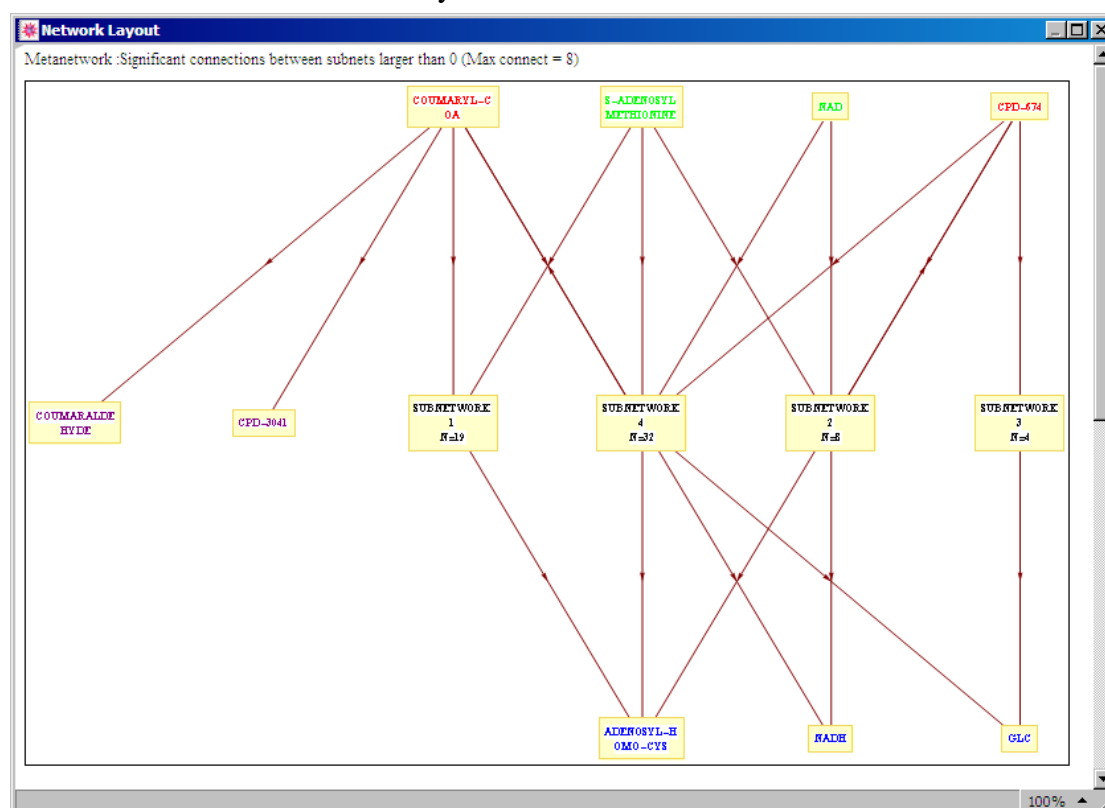 Network Layout
Metanetwork :Significant connections between subnets larger than 0 (Max connect = 8)
COUMARYL-C
OA
S-ADENOSYL
METHIONINE
NAD
CPD-674
COUMARALDE
HYDE
CPD-3041
SUBNETWORK
1
N=19
SUBNETWORK
4
N=32
SUBNETWORK
2
N=8
SUBNETWORK
3
N=4
ADENOSYL-H
OMO-CYS
NADH
GLC
100%